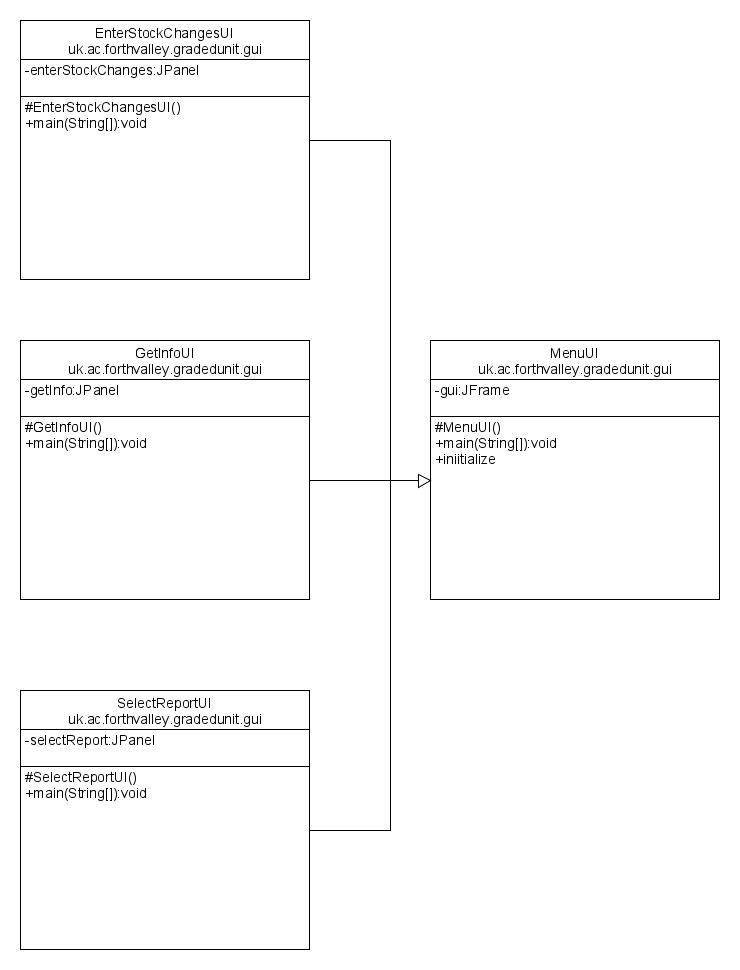 EnterStockChangesUI
uk.ac.forthvalley.gradedunit.gui
-enterStockChanges:JPanel
#EnterStockChangesUI()
+main(String[]):void
GetInfoUI
uk.ac.forthvalley.gradedunit.gui
-getInfo:JPanel
#GetInfoUI()
+main(String[]):void
MenuUI
uk.ac.forthvalley.gradedunit.gui
-gui:JFrame
#MenuUI()
+main(String[]):void
+iniitialize
SelectReportUI
uk.ac.forthvalley.gradedunit.gui
-selectReport:JPanel
#SelectReportUI()
+main(String[]):void